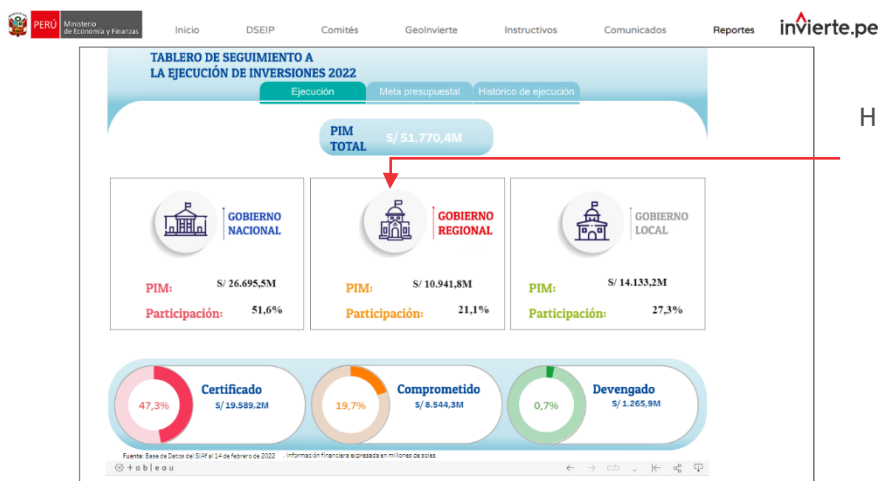 PERÚ
Ministerio
de Economía y Finanzas
Inicio
DSEIP
Comités
GeoInvierte
Instructivos
Comunicados
Reportes
invierte.pe
TABLERO DE SEGUIMIENTO A
LA EJECUCIÓN DE INVERSIONES 2022
Ejecución
Meta presupuestal
Histórico de ejecución
PIM
TOTAL
S/ 51.770,4M
H
GOBIERNO
NACIONAL
PIM: S/ 26.695,5M
Participación: 51,6%
GOBIERNO
REGIONAL
PIM: S/ 10.941,8M
Participación: 21,1%
GOBIERNO
LOCAL
PIM: S/ 14.133,2M
Participación: 27,3%
47,3%
Certificado
S/ 19.589,2M
19,7%
Comprometido
S/ 8.544,3M
0,7%
Devengado
S/ 1.265,9M
Fuente: Base de Datos del SIAf al 14 de febrero de 2022 . Información financiera expresada en millones de soles.
+ableau